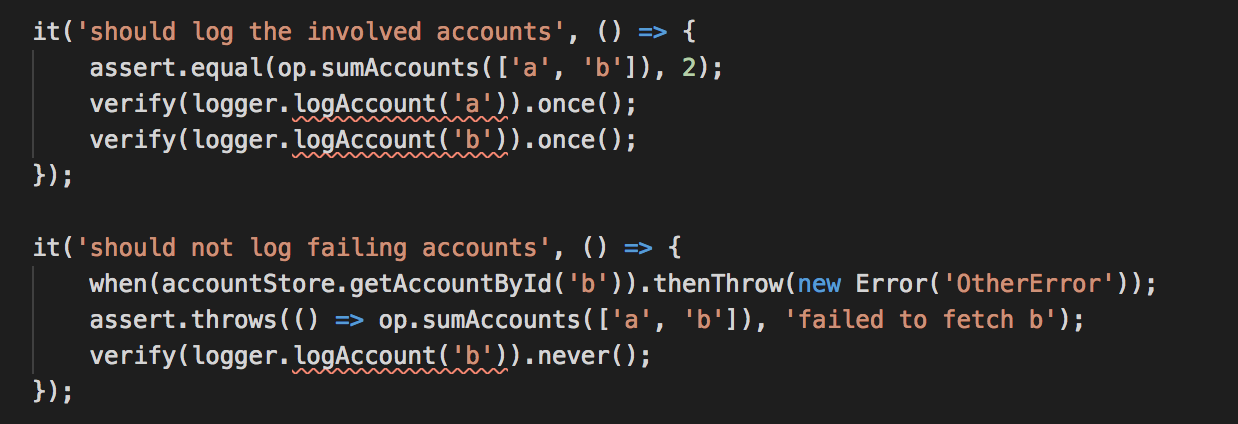 it('should log the involved accounts', () => {
    assert.equal(op.sumAccounts(['a', 'b']), 2);
    verify(logger.logAccount('a')).once();
    verify(logger.logAccount('b')).once();
});

it('should not log failing accounts', () => {
    when(accountStore.getAccountById('b')).thenThrow(new Error('OtherError'));
    assert.throws(() => op.sumAccounts(['a', 'b']), 'failed to fetch b');
    verify(logger.logAccount('b')).never();
});